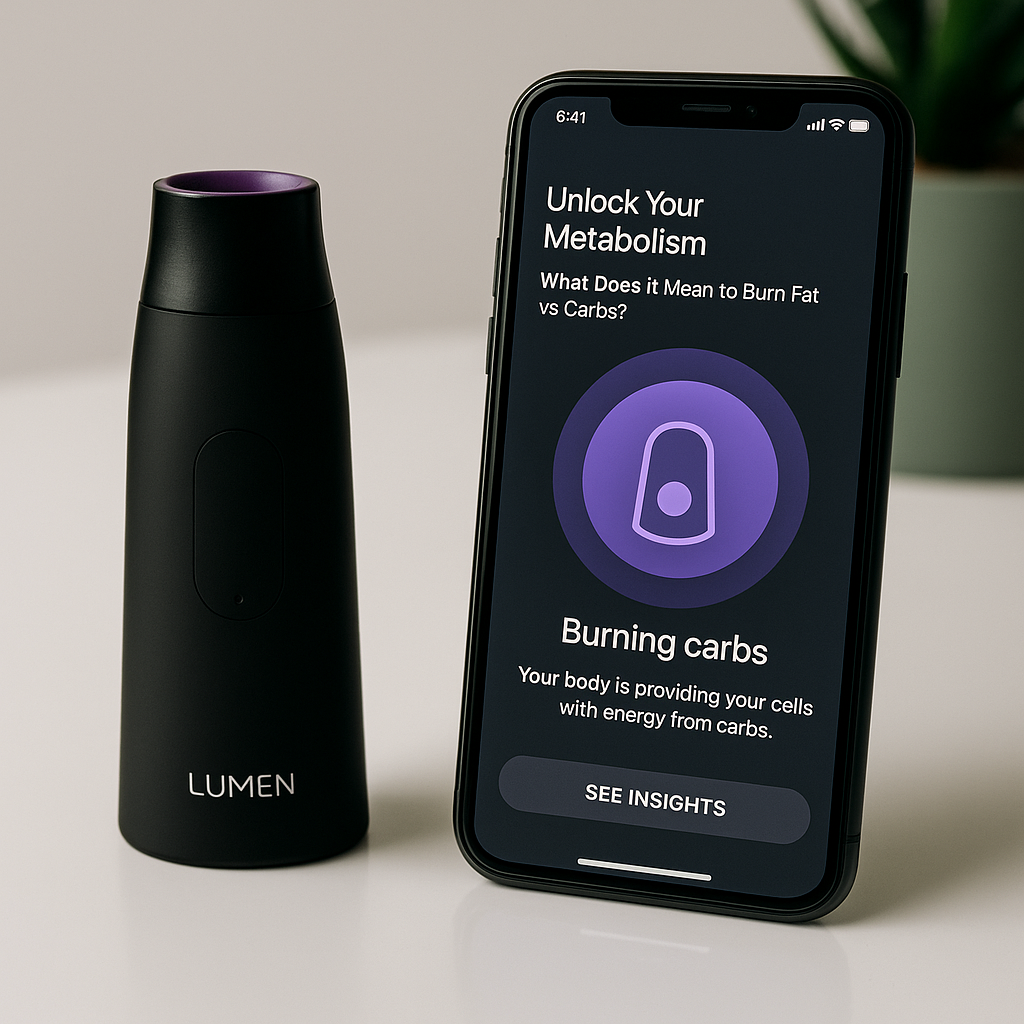 LUMEN
6:41
Unlock Your
Metabolism
What Does it Mean to Burn Fat
vs Carbs?
Burning carbs
Your body is providing your cells
with energy from carbs.
SEE INSIGHTS